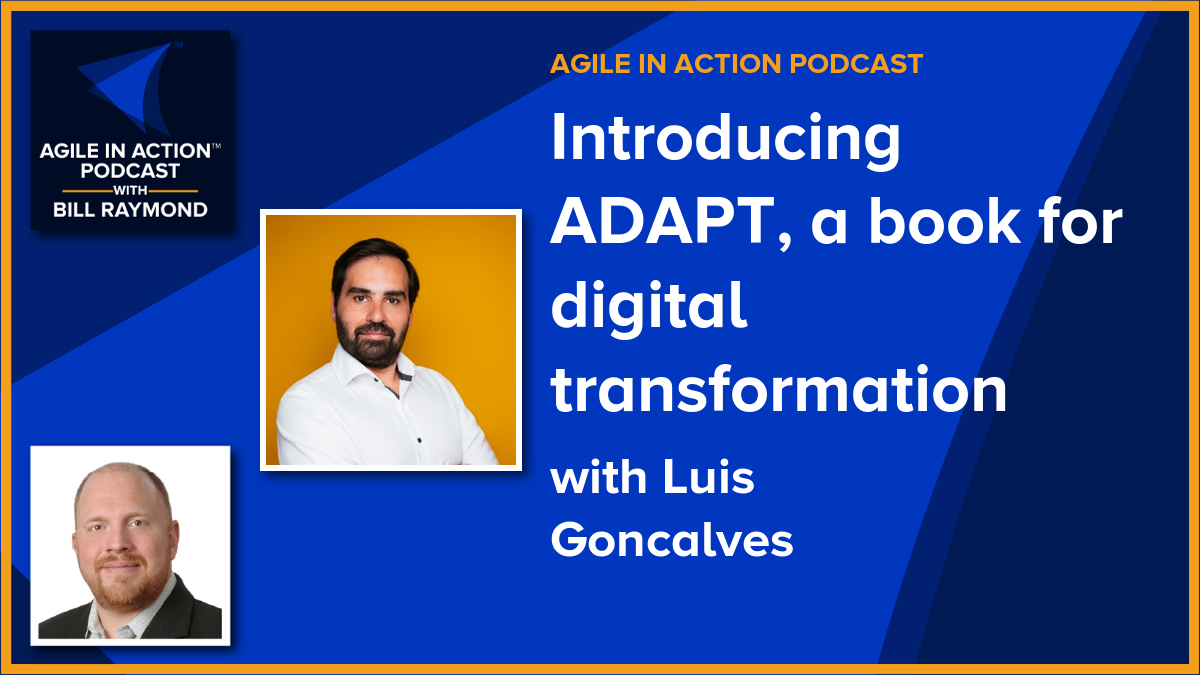 AGILE IN ACTION™
PODCAST
WITH
BILL RAYMOND
AGILE IN ACTION PODCAST
Introducing
ADAPT, a book for
digital
transformation
with Luis
Goncalves